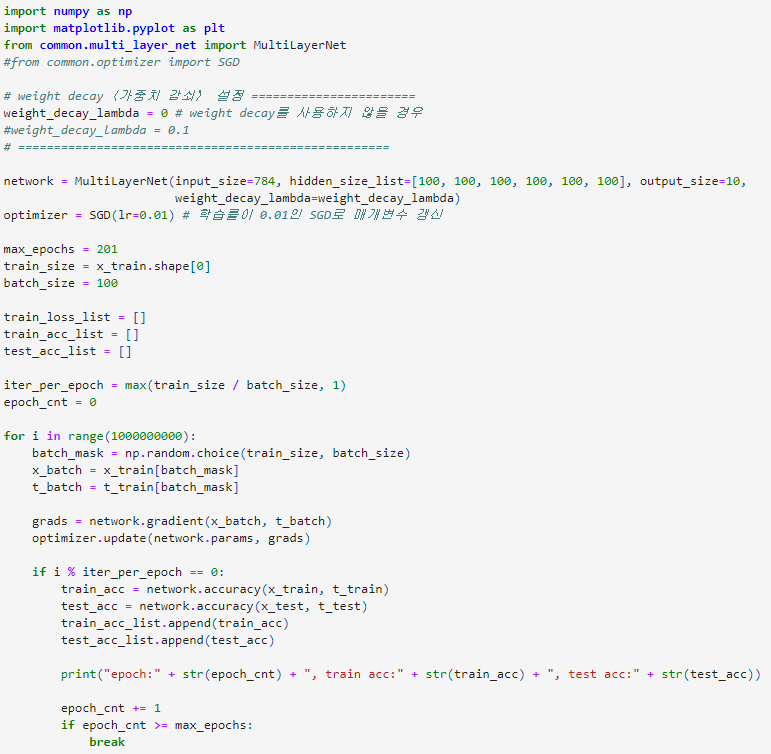 import numpy as np
import matplotlib.pyplot as plt
from common.multi_layer_net import MultiLayerNet
#from common.optimizer import SGD
# weight decay (가중치 감쇠) 설정 =======================
weight_decay_lambda = 0 # weight decay를 사용하지 않을 경우
#weight_decay_lambda = 0.1
# ====================================================
network = MultiLayerNet(input_size=784, hidden_size_list=[100, 100, 100, 100, 100, 100], output_size=10,
                        weight_decay_lambda=weight_decay_lambda)
optimizer = SGD(lr=0.01) # 학습률이 0.01인 SGD로 매개변수 갱신
max_epochs = 201
train_size = x_train.shape[0]
batch_size = 100
train_loss_list = []
train_acc_list = []
test_acc_list = []
iter_per_epoch = max(train_size / batch_size, 1)
epoch_cnt = 0
for i in range(1000000000):
    batch_mask = np.random.choice(train_size, batch_size)
    x_batch = x_train[batch_mask]
    t_batch = t_train[batch_mask]
    grads = network.gradient(x_batch, t_batch)
    optimizer.update(network.params, grads)
    if i % iter_per_epoch == 0:
        train_acc = network.accuracy(x_train, t_train)
        test_acc = network.accuracy(x_test, t_test)
        train_acc_list.append(train_acc)
        test_acc_list.append(test_acc)
        print("epoch:" + str(epoch_cnt) + ", train acc:" + str(train_acc) + ", test acc:" + str(test_acc))
        epoch_cnt += 1
        if epoch_cnt >= max_epochs:
            break